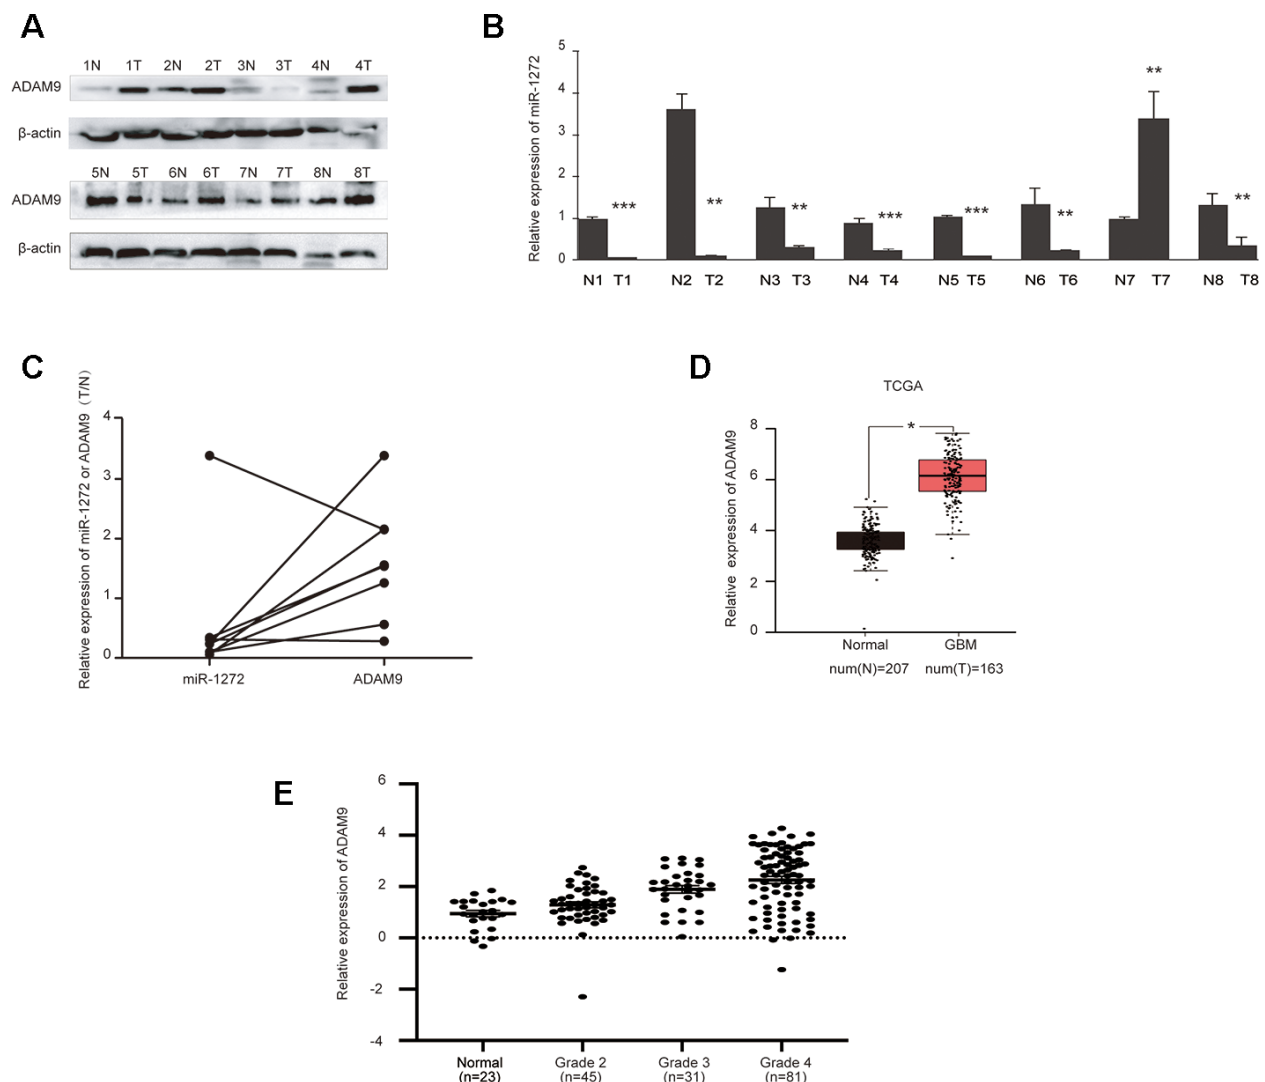 A
1N 1T 2N 2T 3N 3T 4N 4T
ADAM9
β-actin
5N 5T 6N 6T 7N 7T 8N 8T
ADAM9
β-actin
B
Relative expression of miR-1272
5
4
3
2
1
0
*** ** ** *** *** ** ** **
N1 T1 N2 T2 N3 T3 N4 T4 N5 T5 N6 T6 N7 T7 N8 T8
C
Relative expression of miR-1272 or ADAM9 (T/N)
4
3
2
1
0
miR-1272 ADAM9
D
TCGA
Relative expression of ADAM9
8
6
4
2
0
*
Normal GBM
num(N)=207 num(T)=163
E
Relative expression of ADAM9
6
4
2
0
-2
-4
Normal Grade 2 Grade 3 Grade 4
(n=23) (n=45) (n=31) (n=81)